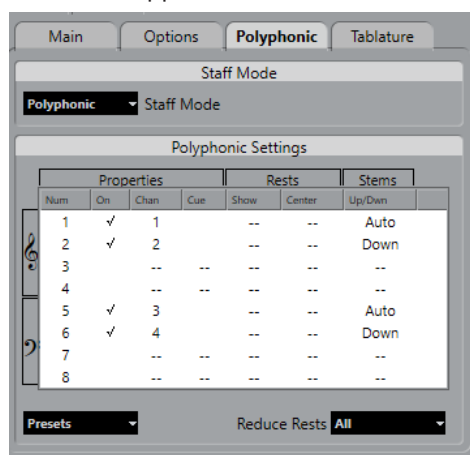 Main Options Polyphonic Tablature
Staff Mode
Polyphonic Staff Mode
Polyphonic Settings
Properties Rests Stems
Num On Chan Cue Show Center Up/Dwn
1 √ 1 -- -- Auto
2 √ 2 -- -- Down
3 -- -- -- -- --
4 -- -- -- -- --
5 √ 3 -- -- Auto
6 √ 4 -- -- Down
7 -- -- -- -- --
8 -- -- -- -- --
Presets Reduce Rests All